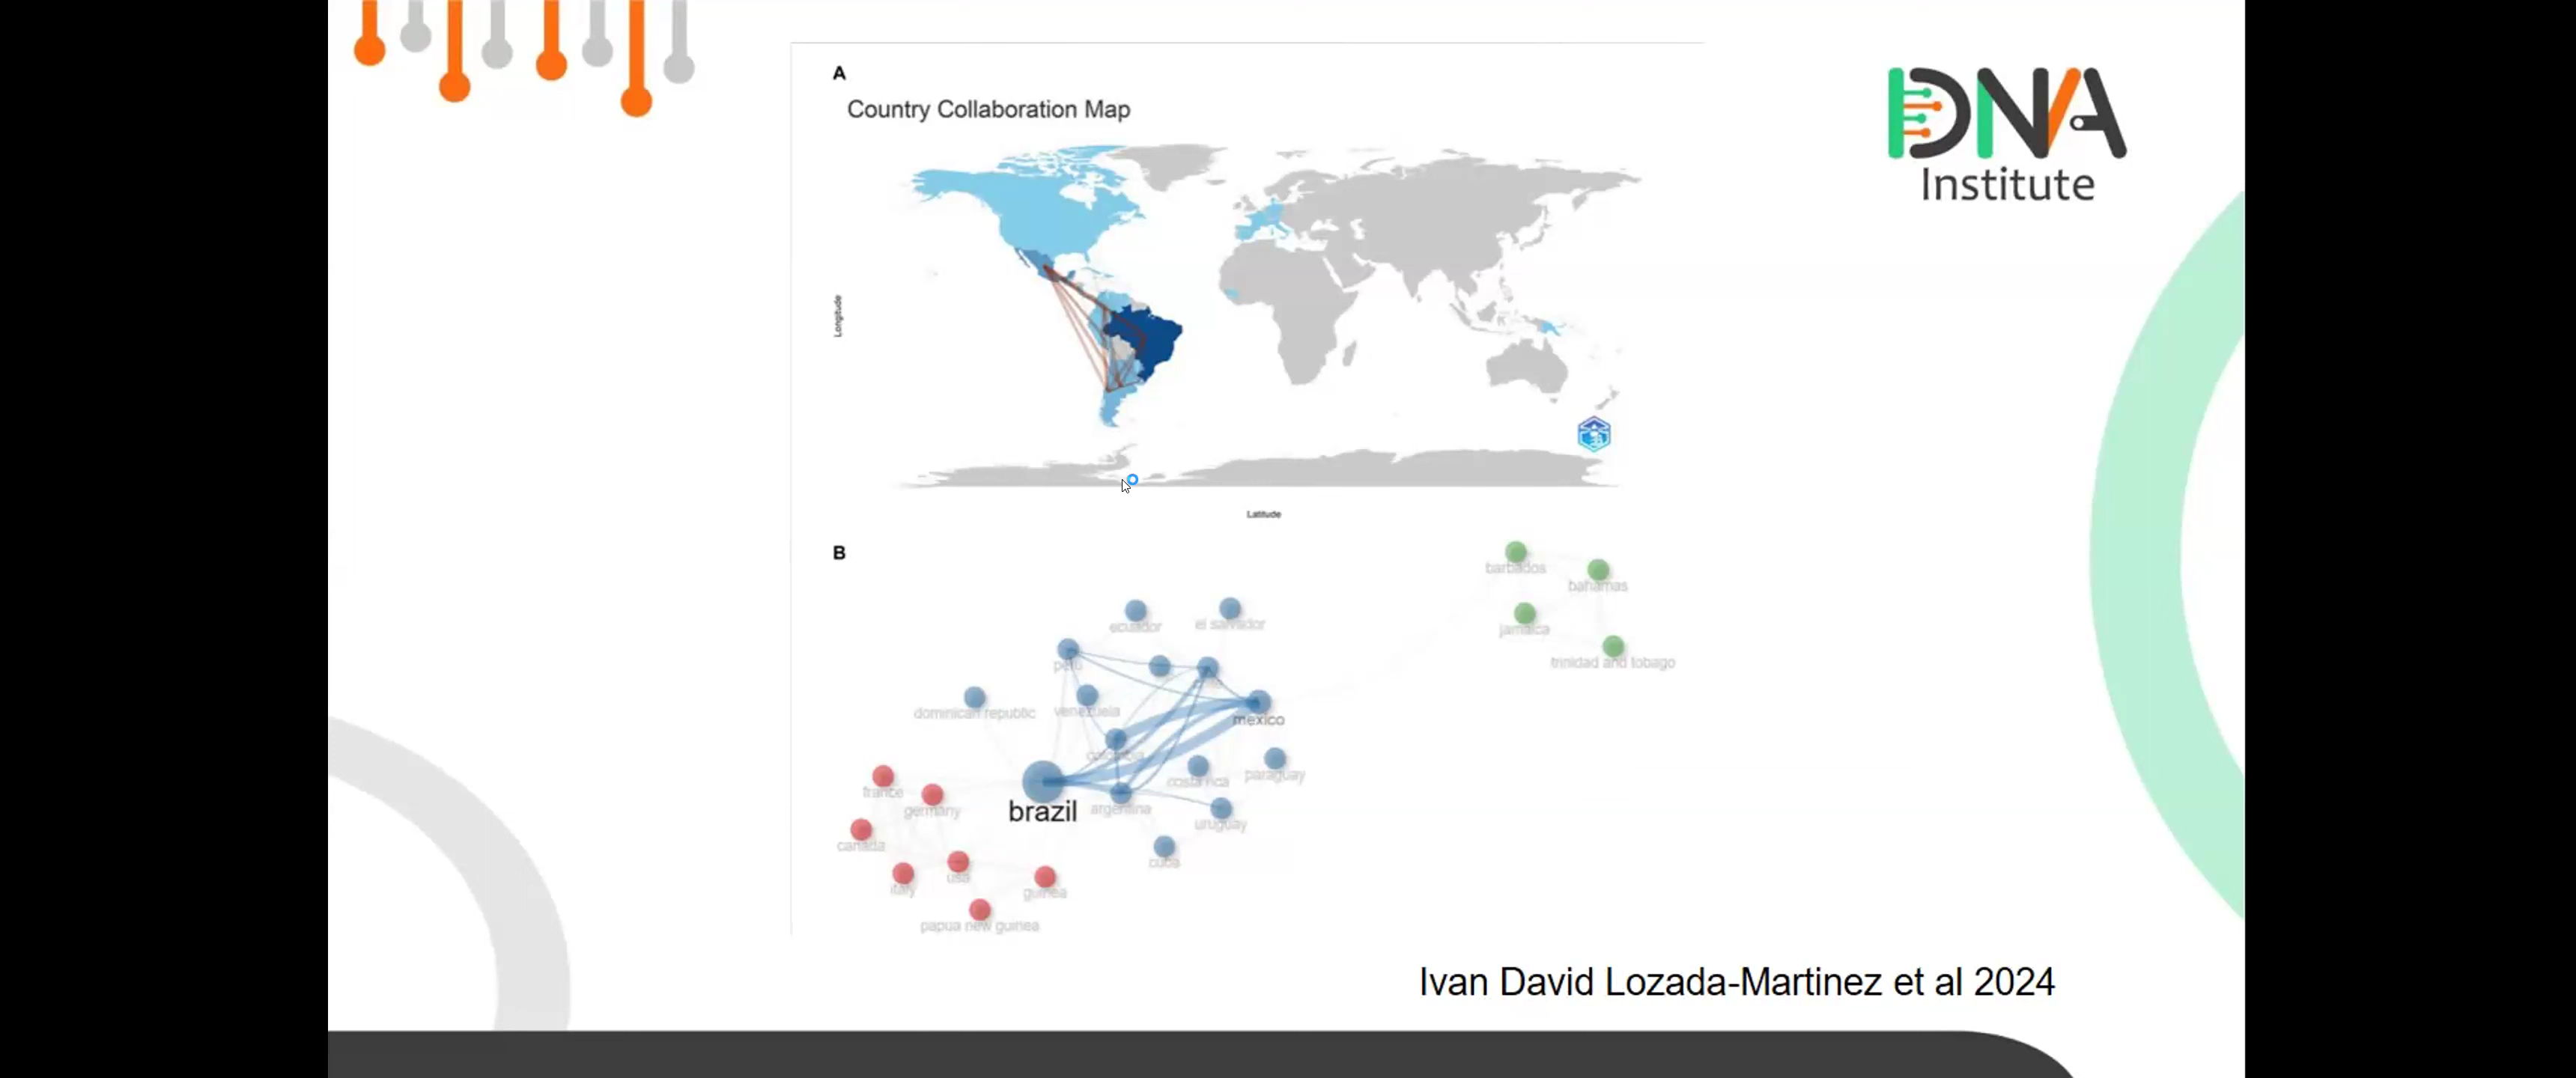 A
Country Collaboration Map
DNA
Institute
Longitude
Latitude
B
barbados
bahamas
jamaica
trinidad and tobago
ecuador
el salvador
peru
dominican republic
venezuela
mexico
colombia
costa rica
paraguay
france
germany
brazil
argentina
uruguay
canada
cuba
italy
usa
guinea
papua new guinea
Ivan David Lozada-Martinez et al 2024